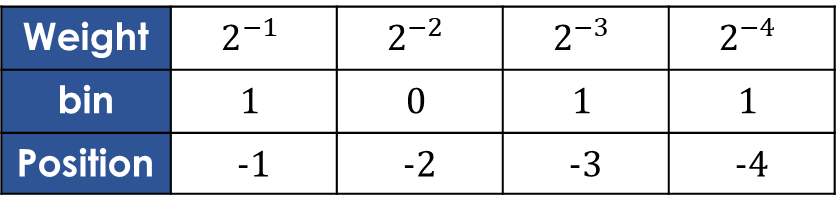 Weight 2⁻¹ 2⁻² 2⁻³ 2⁻⁴
bin 1 0 1 1
Position -1 -2 -3 -4